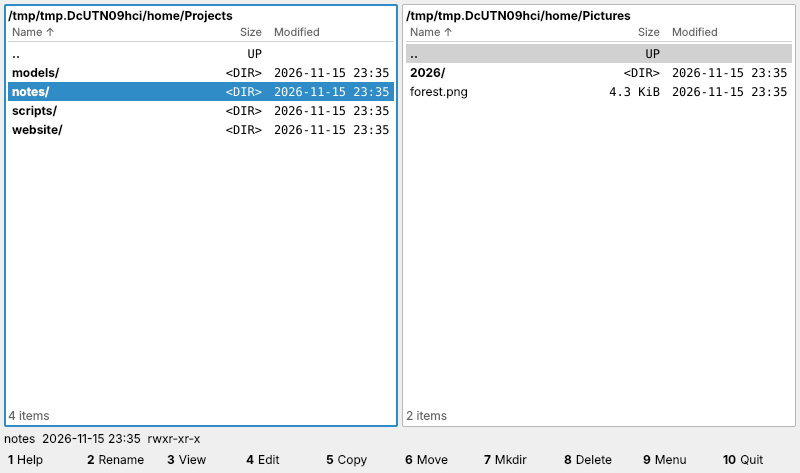 /tmp/tmp.DcUTN09hci/home/Projects
Name ↑ Size Modified
.. UP
models/ <DIR> 2026-11-15 23:35
notes/ <DIR> 2026-11-15 23:35
scripts/ <DIR> 2026-11-15 23:35
website/ <DIR> 2026-11-15 23:35
4 items
/tmp/tmp.DcUTN09hci/home/Pictures
Name ↑ Size Modified
.. UP
2026/ <DIR> 2026-11-15 23:35
forest.png 4.3 KiB 2026-11-15 23:35
2 items
notes 2026-11-15 23:35 rwxr-xr-x
1 Help 2 Rename 3 View 4 Edit 5 Copy 6 Move 7 Mkdir 8 Delete 9 Menu 10 Quit